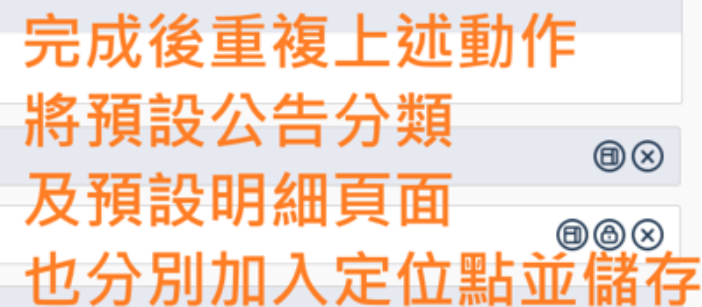 完成後重複上述動作
將預設公告分類
及預設明細頁面
也分別加入定位點並儲存